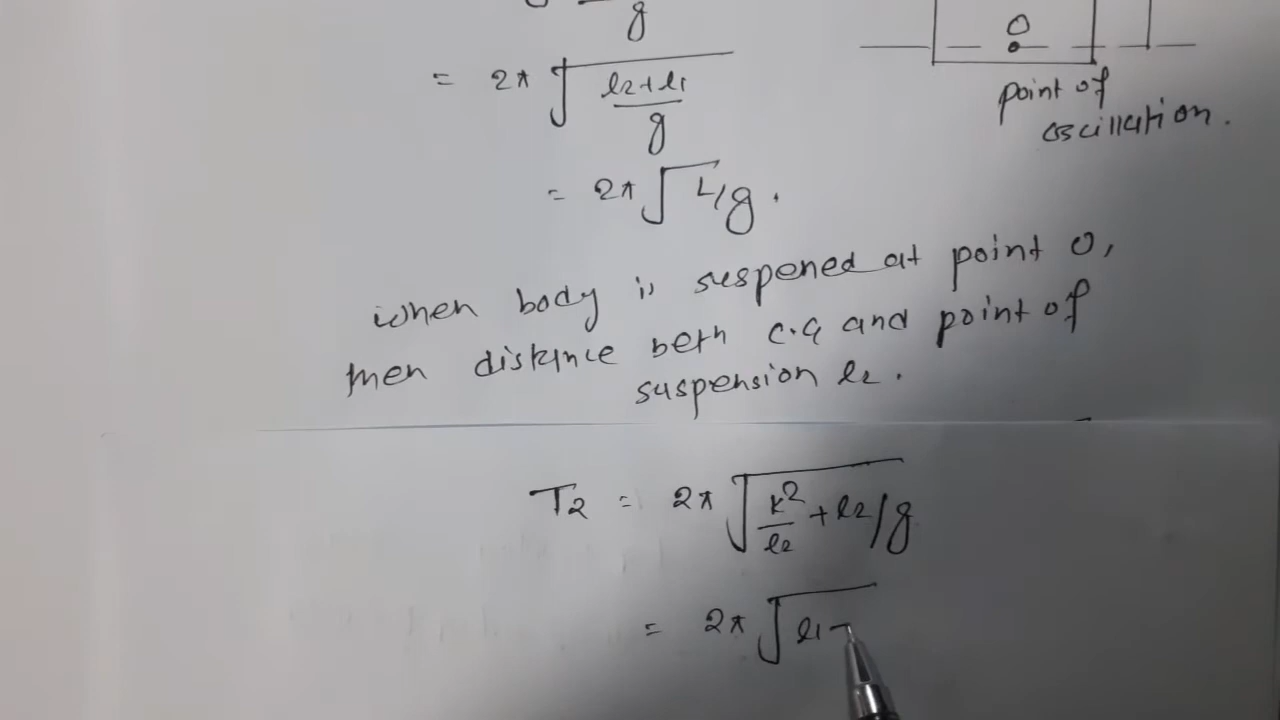 g
= 2π √ l2+l1 / g
= 2π √ L/g.
O
point of
oscillation.
when body is suspened at point O,
then distance betn C.G and point of
suspension l2.
T2 = 2π √ k²/l2 + l2/g
= 2π √ l1